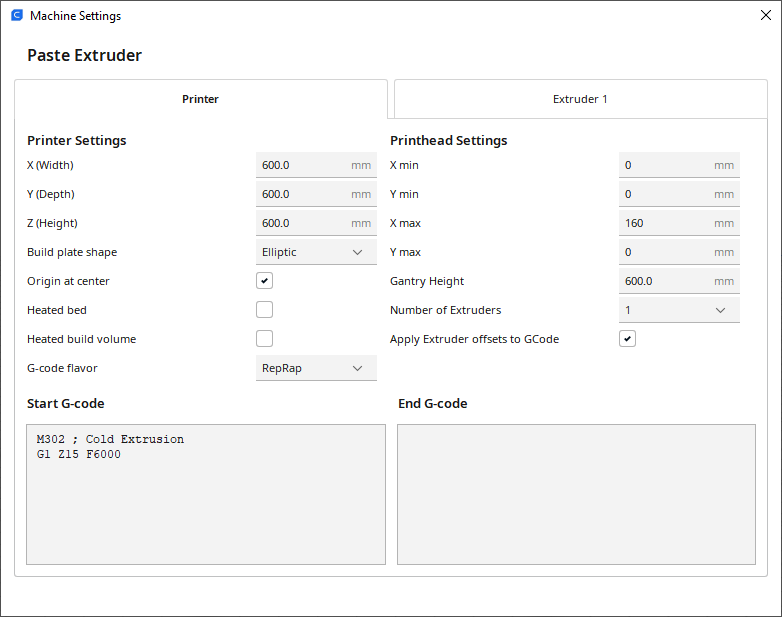 Machine Settings
Paste Extruder
Printer
Extruder 1
Printer Settings
X (Width) 600.0 mm
Y (Depth) 600.0 mm
Z (Height) 600.0 mm
Build plate shape Elliptic
Origin at center
Heated bed
Heated build volume
G-code flavor RepRap
Printhead Settings
X min 0 mm
Y min 0 mm
X max 160 mm
Y max 0 mm
Gantry Height 600.0 mm
Number of Extruders 1
Apply Extruder offsets to GCode
Start G-code
M302 ; Cold Extrusion
G1 Z15 F6000
End G-code